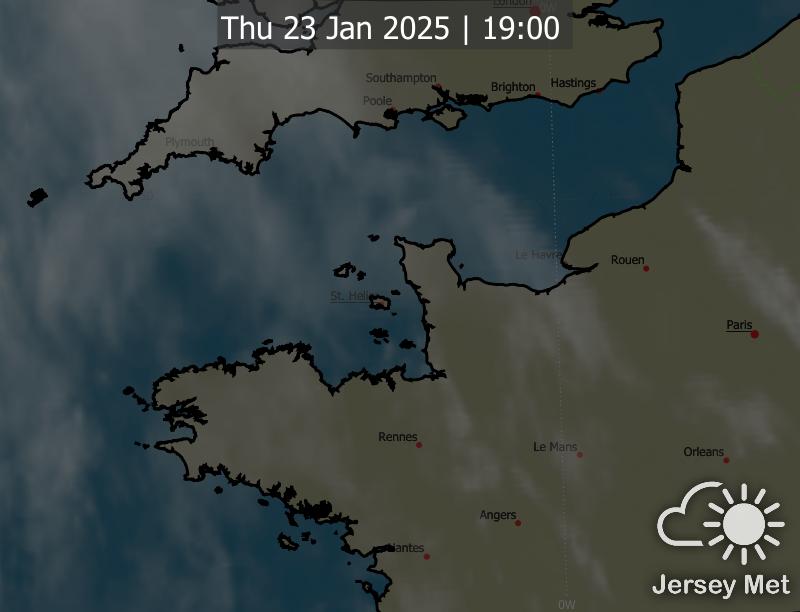 London
0W
Thu 23 Jan 2025 | 19:00
Southampton
Brighton
Hastings
Poole
Plymouth
Le Havre
Rouen
St. Helier
Paris
Rennes
Le Mans
Orleans
Angers
Nantes
Jersey Met
0W